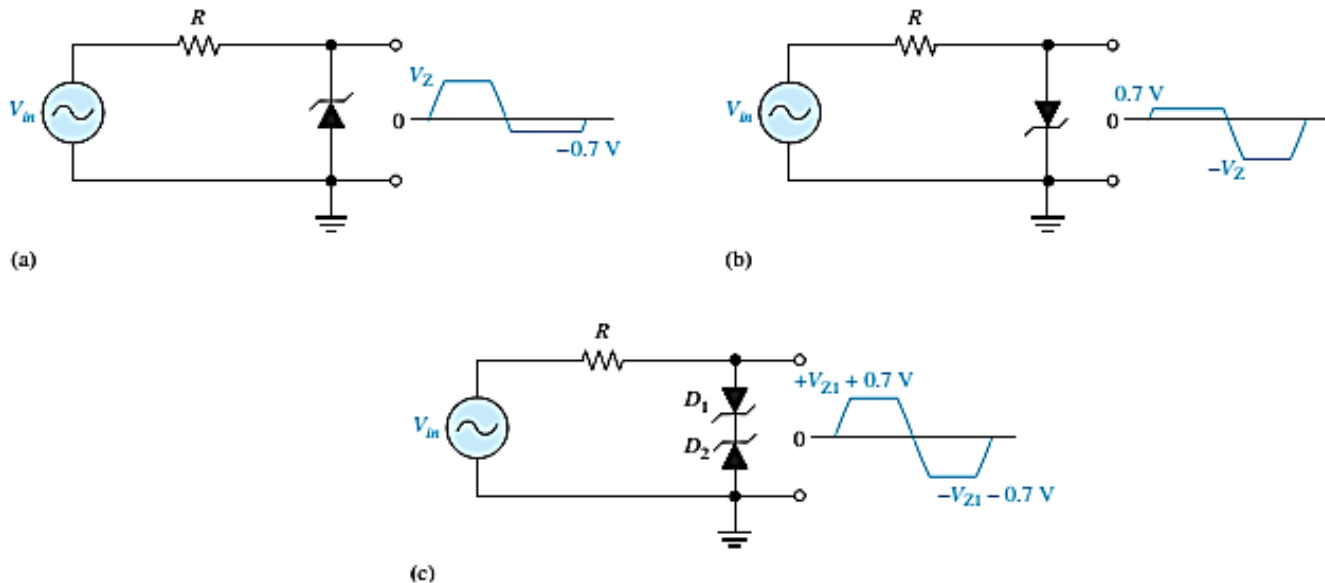 R
V_in
V_Z
0
−0.7 V
(a)
R
V_in
0.7 V
0
−V_Z
(b)
R
V_in
D_1
D_2
+V_Z1 + 0.7 V
0
−V_Z1 − 0.7 V
(c)